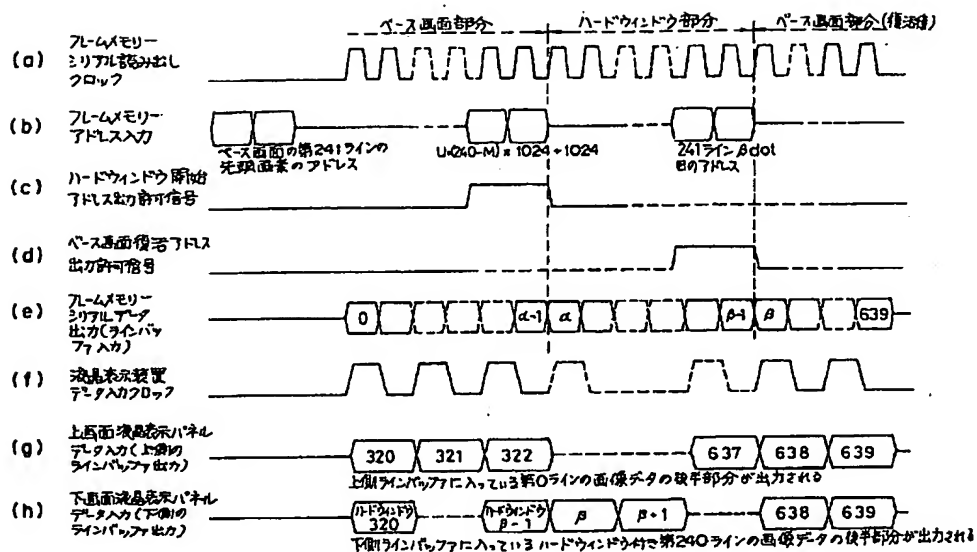 ベース画面部分 ハードウィンドウ部分 ベース画面部分(復活後)
(a) フレームメモリー
シリアル読み出し
クロック
(b) フレームメモリー
アドレス入力
ベース画面の第241ラインの
先頭画素のアドレス
U=(240-M)×1024+1024
241ライン βdot
目のアドレス
(c) ハードウィンドウ開始
アドレス出力許可信号
(d) ベース画面復活アドレス
出力許可信号
(e) フレームメモリー
シリアルデータ
出力(ラインバッ
ファ入力)
0 α-1 α β-1 β 639
(f) 液晶表示装置
データ入力クロック
(g) 上画面液晶表示パネル
データ入力(上側の
ラインバッファ出力)
320 321 322 637 638 639
上側ラインバッファに入っている第0ラインの画像データの後半部分が出力される
(h) 下画面液晶表示パネル
データ入力(下側の
ラインバッファ出力)
ハードウィンドウ
320
ハードウィンドウ
β-1
β β+1 638 639
下側ラインバッファに入っているハードウィンドウ付き第240ラインの画像データの後半部分が出力される